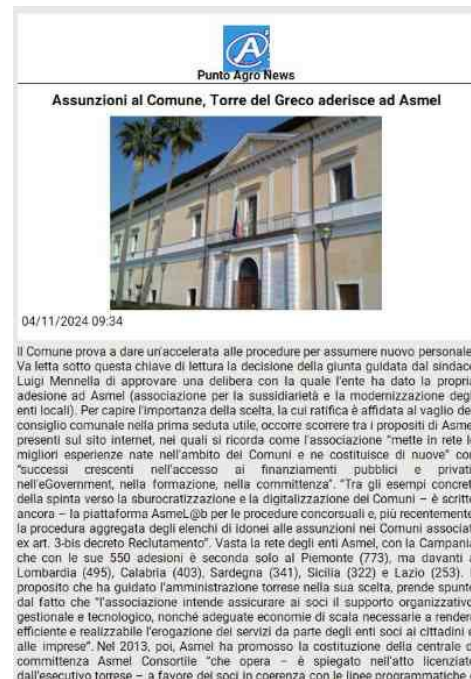 Punto Agro News
Assunzioni al Comune, Torre del Greco aderisce ad Asmel
04/11/2024 09:34
Il Comune prova a dare un'accelerata alle procedure per assumere nuovo personale
Va letta sotto questa chiave di lettura la decisione della giunta guidata dal sindaco
Luigi Mennella di approvare una delibera con la quale l'ente ha dato la propri
adesione ad Asmel (associazione per la sussidiarietà e la modernizzazione degl
enti locali). Per capire l'importanza della scelta, la cui ratifica è affidata al vaglio de
consiglio comunale nella prima seduta utile, occorre scorrere tra i propositi di Asme
presenti sul sito internet, nei quali si ricorda come l'associazione "mette in rete l
migliori esperienze nate nell'ambito dei Comuni e ne costituisce di nuove" con
"successi crescenti nell'accesso ai finanziamenti pubblici e privati
nell'eGovernment, nella formazione, nella committenza". "Tra gli esempi concret
della spinta verso la sburocratizzazione e la digitalizzazione dei Comuni – è scritto
ancora – la piattaforma AsmeL@b per le procedure concorsuali e, più recentemente
la procedura aggregata degli elenchi di idonei alle assunzioni nei Comuni associat
ex art. 3-bis decreto Reclutamento". Vasta la rete degli enti Asmel, con la Campania
che con le sue 550 adesioni è seconda solo al Piemonte (773), ma davanti a
Lombardia (495), Calabria (403), Sardegna (341), Sicilia (322) e Lazio (253). I
proposito che ha guidato l'amministrazione torrese nella sua scelta, prende spunto
dal fatto che "l'associazione intende assicurare ai soci il supporto organizzativo
gestionale e tecnologico, nonché adeguate economie di scala necessarie a render
efficiente e realizzabile l'erogazione dei servizi da parte degli enti soci ai cittadini e
alle imprese". Nel 2013, poi, Asmel ha promosso la costituzione della centrale d
committenza Asmel Consortile "che opera – è spiegato nell'atto licenziato
dall'esecutivo torrese – a favore dei soci in coerenza con le linee programmatiche e